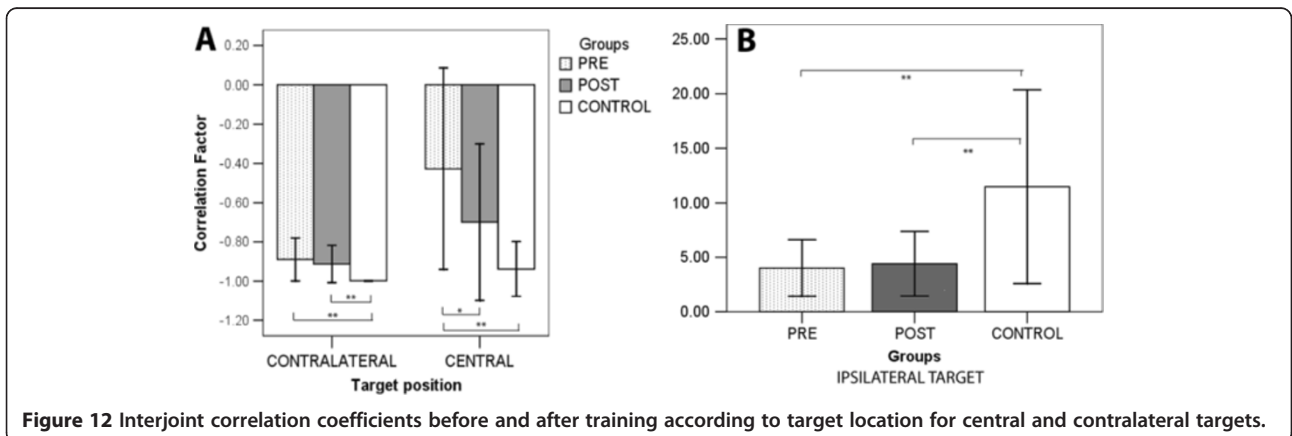 A
0.20
0.00
-0.20
-0.40
-0.60
-0.80
-1.00
-1.20
Correlation Factor
** 
**
*
**
CONTRALATERAL CENTRAL
Target position
Groups
PRE
POST
CONTROL
B
25.00
20.00
15.00
10.00
5.00
0.00
**
**
PRE POST CONTROL
Groups
IPSILATERAL TARGET
Figure 12 Interjoint correlation coefficients before and after training according to target location for central and contralateral targets.